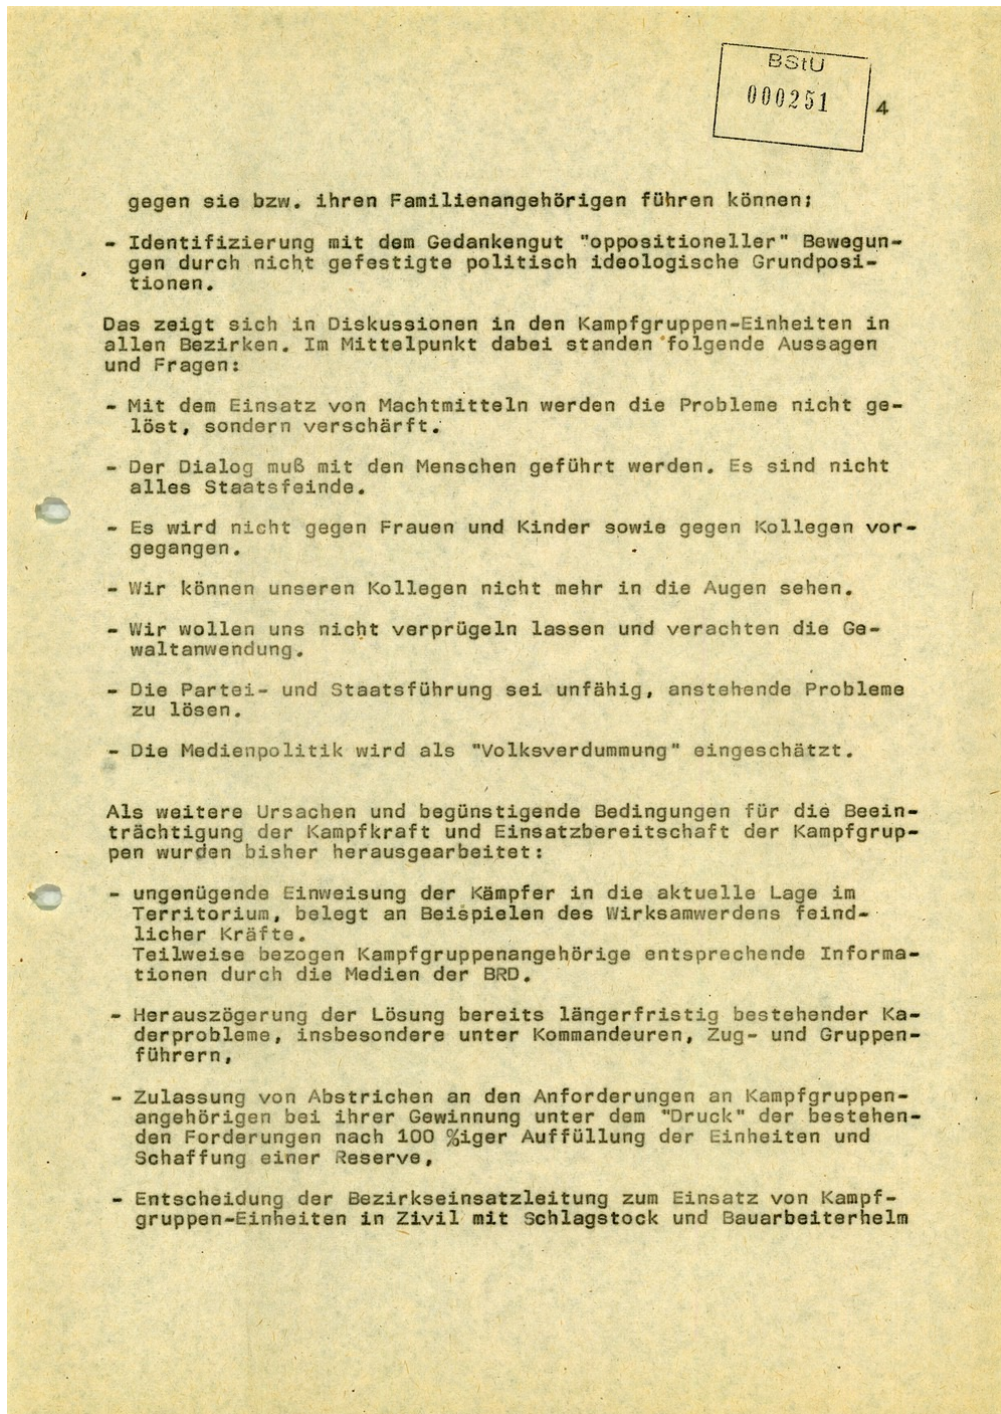 BStU
000251
4
gegen sie bzw. ihren Familienangehörigen führen können;
- Identifizierung mit dem Gedankengut "oppositioneller" Bewegun-
gen durch nicht gefestigte politisch ideologische Grundposi-
tionen.
Das zeigt sich in Diskussionen in den Kampfgruppen-Einheiten in
allen Bezirken. Im Mittelpunkt dabei standen folgende Aussagen
und Fragen:
- Mit dem Einsatz von Machtmitteln werden die Probleme nicht ge-
löst, sondern verschärft.
- Der Dialog muß mit den Menschen geführt werden. Es sind nicht
alles Staatsfeinde.
- Es wird nicht gegen Frauen und Kinder sowie gegen Kollegen vor-
gegangen.
- Wir können unseren Kollegen nicht mehr in die Augen sehen.
- Wir wollen uns nicht verprügeln lassen und verachten die Ge-
waltanwendung.
- Die Partei- und Staatsführung sei unfähig, anstehende Probleme
zu lösen.
- Die Medienpolitik wird als "Volksverdummung" eingeschätzt.
Als weitere Ursachen und begünstigende Bedingungen für die Beein-
trächtigung der Kampfkraft und Einsatzbereitschaft der Kampfgrup-
pen wurden bisher herausgearbeitet:
- ungenügende Einweisung der Kämpfer in die aktuelle Lage im
Territorium, belegt an Beispielen des Wirksamwerdens feind-
licher Kräfte.
Teilweise bezogen Kampfgruppenangehörige entsprechende Informa-
tionen durch die Medien der BRD.
- Herauszögerung der Lösung bereits längerfristig bestehender Ka-
derprobleme, insbesondere unter Kommandeuren, Zug- und Gruppen-
führern,
- Zulassung von Abstrichen an den Anforderungen an Kampfgruppen-
angehörigen bei ihrer Gewinnung unter dem "Druck" der bestehen-
den Forderungen nach 100 %iger Auffüllung der Einheiten und
Schaffung einer Reserve,
- Entscheidung der Bezirkseinsatzleitung zum Einsatz von Kampf-
gruppen-Einheiten in Zivil mit Schlagstock und Bauarbeiterhelm